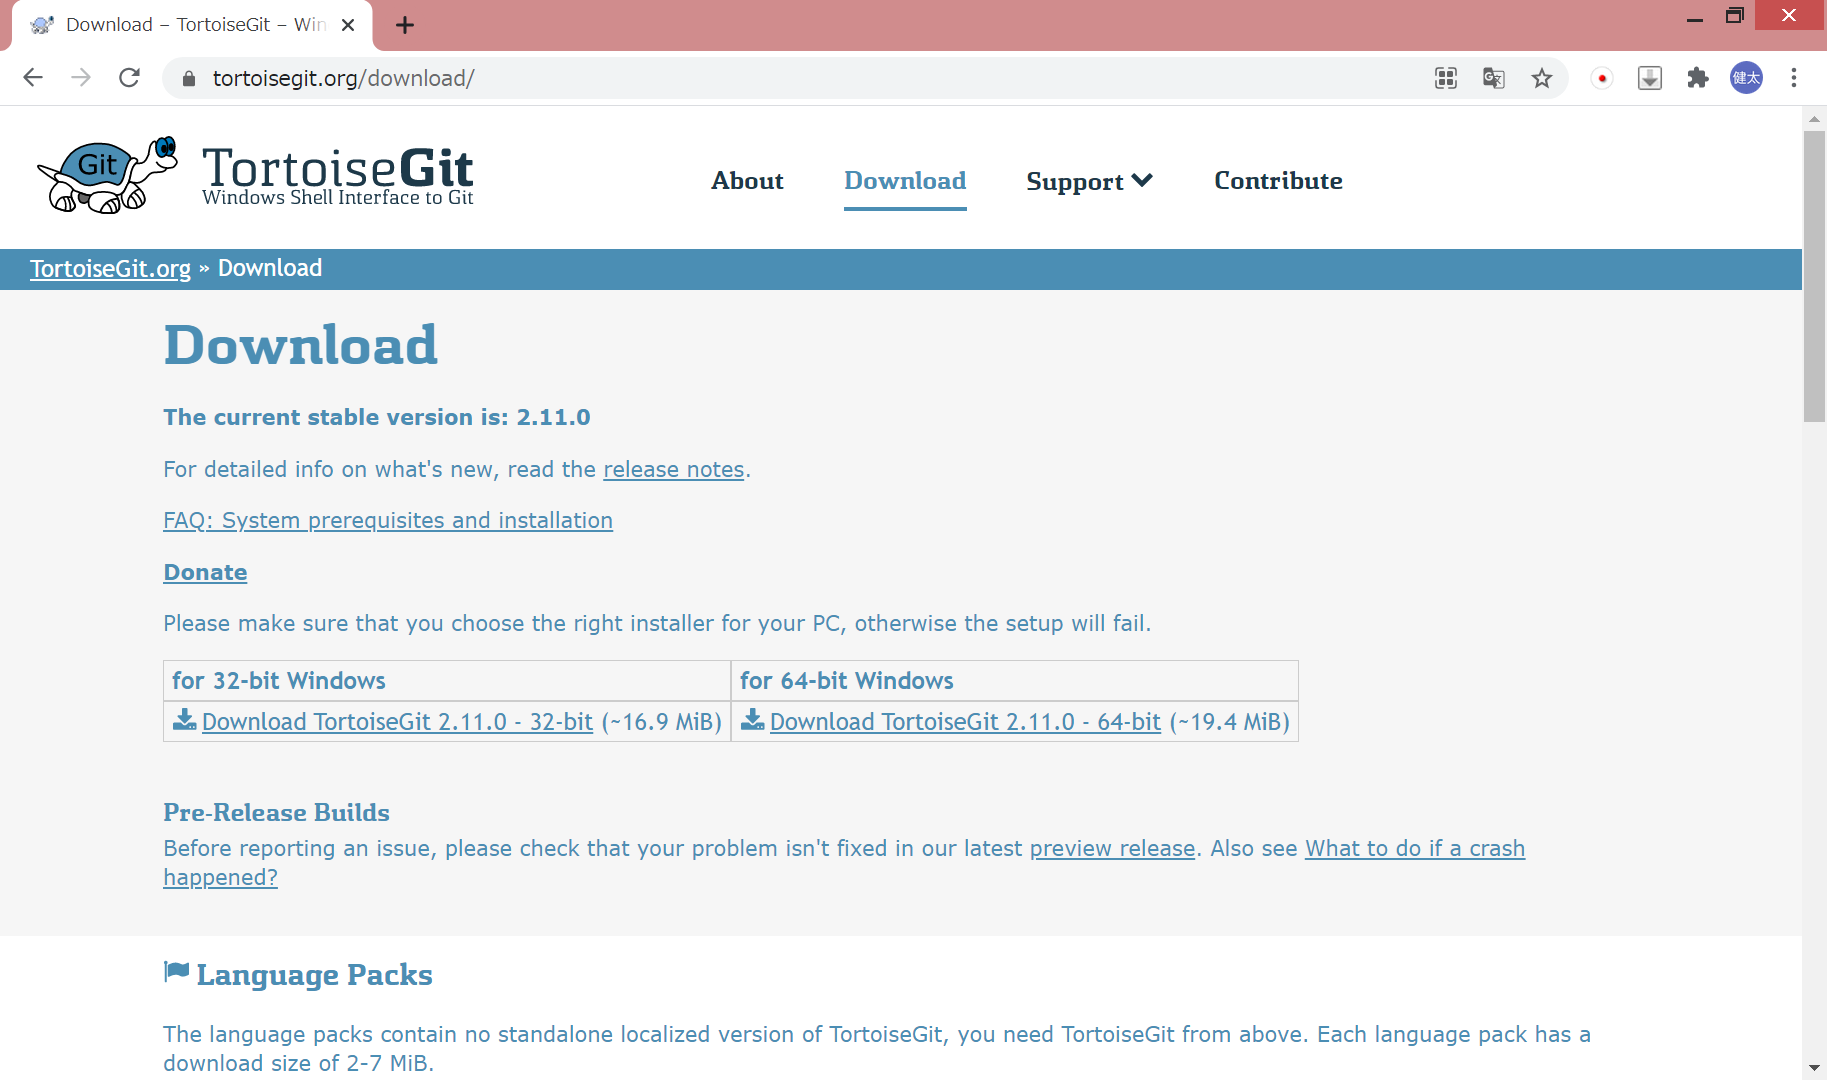 Download – TortoiseGit – Win
tortoisegit.org/download/
健太
Git
TortoiseGit
Windows Shell Interface to Git
About
Download
Support
Contribute
TortoiseGit.org » Download
Download
The current stable version is: 2.11.0
For detailed info on what's new, read the release notes.
FAQ: System prerequisites and installation
Donate
Please make sure that you choose the right installer for your PC, otherwise the setup will fail.
for 32-bit Windows
for 64-bit Windows
Download TortoiseGit 2.11.0 - 32-bit (~16.9 MiB)
Download TortoiseGit 2.11.0 - 64-bit (~19.4 MiB)
Pre-Release Builds
Before reporting an issue, please check that your problem isn't fixed in our latest preview release. Also see What to do if a crash
happened?
Language Packs
The language packs contain no standalone localized version of TortoiseGit, you need TortoiseGit from above. Each language pack has a
download size of 2-7 MiB.